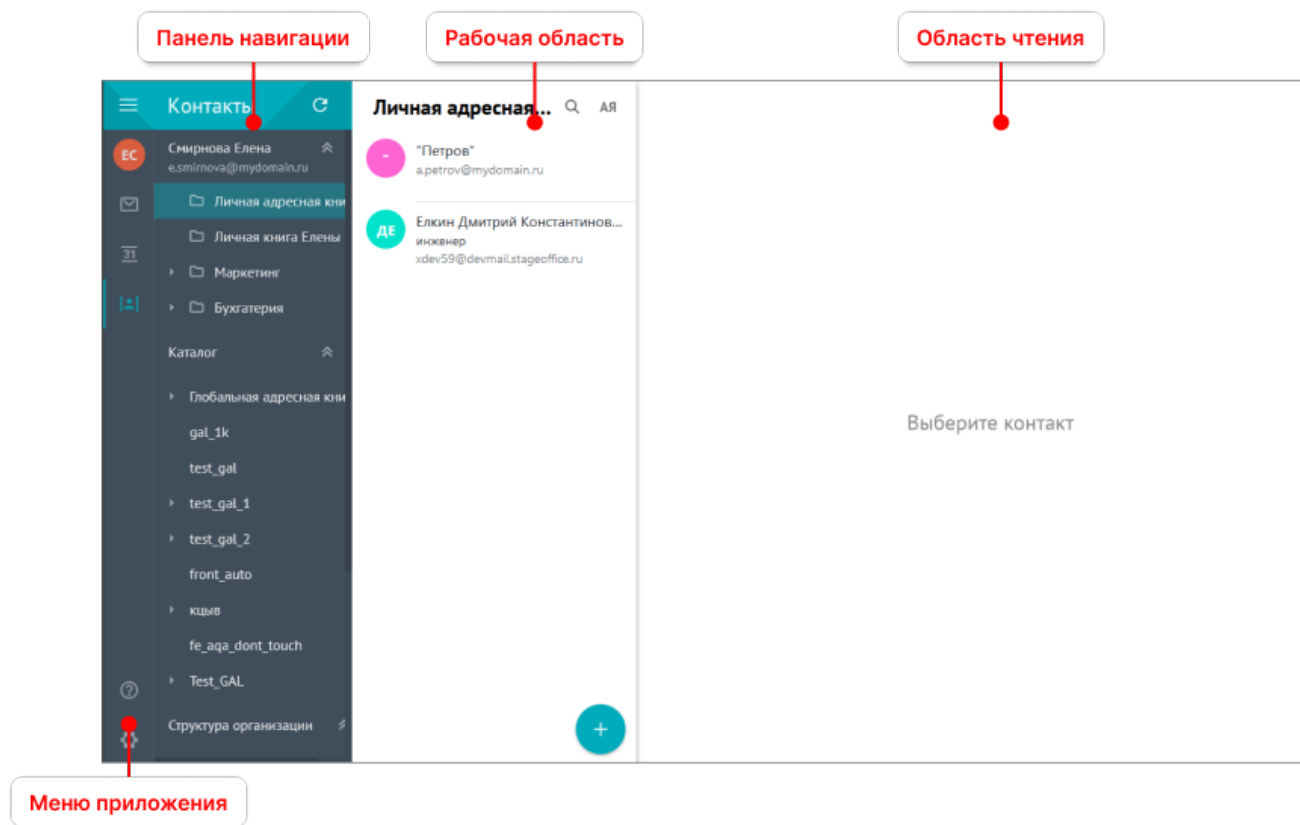 Панель навигации
Рабочая область
Область чтения
Контакты
Личная адресная...
АЯ
ЕС
Смирнова Елена
e.smirnova@mydomain.ru
Личная адресная кни
Личная книга Елены
31
Маркетинг
Бухгатерия
Каталог
Глобальная адресная кни
gal_1k
test_gal
test_gal_1
test_gal_2
front_auto
кцыв
fe_aqa_dont_touch
Test_GAL
Структура организации
-
"Петров"
a.petrov@mydomain.ru
ДЕ
Елкин Дмитрий Константинов...
инженер
xdev59@devmail.stageoffice.ru
+
Выберите контакт
Меню приложения